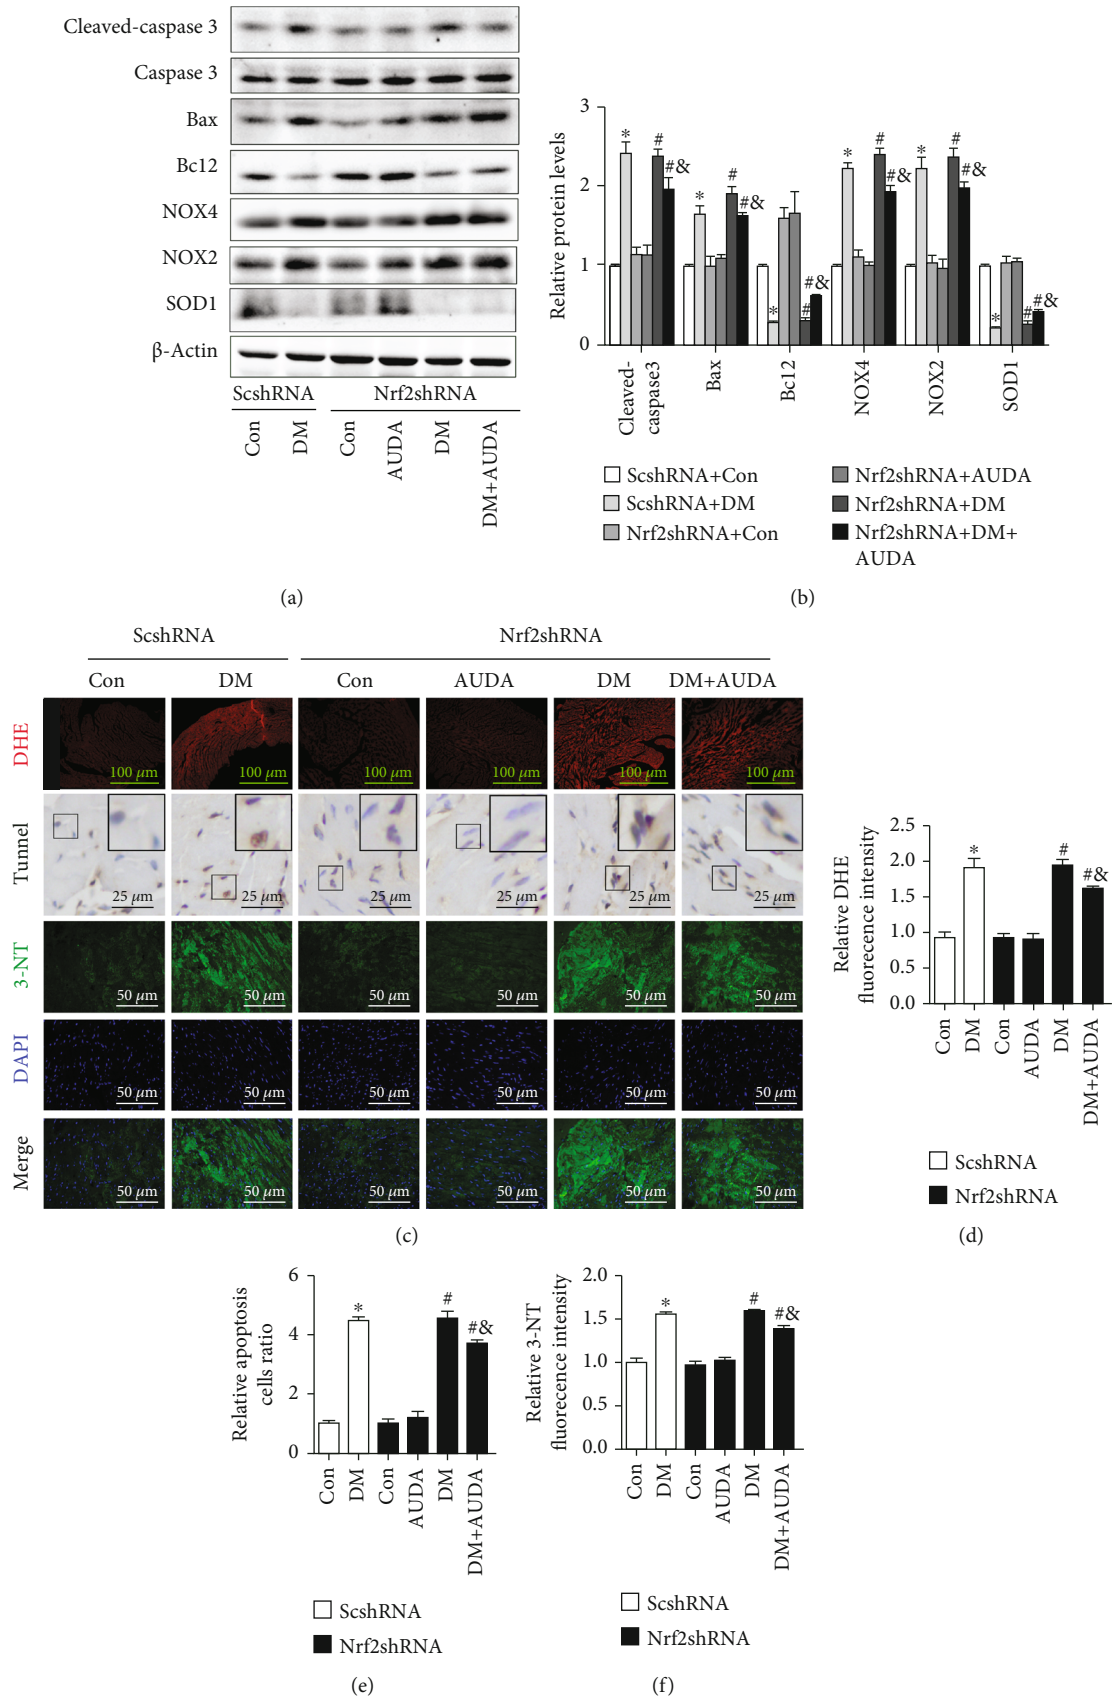 Cleaved-caspase 3
Caspase 3
Bax
Bc12
NOX4
NOX2
SOD1
β-Actin
ScshRNA Nrf2shRNA
Con DM Con AUDA DM DM+AUDA
(a)
Relative protein levels
3
2
1
0
* # #& * # #& * # #& * # #& * # #& * # #&
Cleaved-caspase3 Bax Bc12 NOX4 NOX2 SOD1
ScshRNA+Con
ScshRNA+DM
Nrf2shRNA+Con
Nrf2shRNA+AUDA
Nrf2shRNA+DM
Nrf2shRNA+DM+
AUDA
(b)
ScshRNA Nrf2shRNA
Con DM Con AUDA DM DM+AUDA
DHE
100 µm 100 µm 100 µm 100 µm 100 µm 100 µm
Tunnel
25 µm 25 µm 25 µm 25 µm 25 µm 25 µm
3-NT
50 µm 50 µm 50 µm 50 µm 50 µm 50 µm
DAPI
50 µm 50 µm 50 µm 50 µm 50 µm 50 µm
Merge
50 µm 50 µm 50 µm 50 µm 50 µm 50 µm
(c)
Relative DHE
fluorecence intensity
2.5
2.0
1.5
1.0
0.5
0.0
* # #&
Con DM Con AUDA DM DM+AUDA
ScshRNA
Nrf2shRNA
(d)
Relative apoptosis
cells ratio
6
4
2
0
* # #&
Con DM Con AUDA DM DM+AUDA
ScshRNA
Nrf2shRNA
(e)
Relative 3-NT
fluorecence intensity
2.0
1.5
1.0
0.5
0.0
* # #&
Con DM Con AUDA DM DM+AUDA
ScshRNA
Nrf2shRNA
(f)